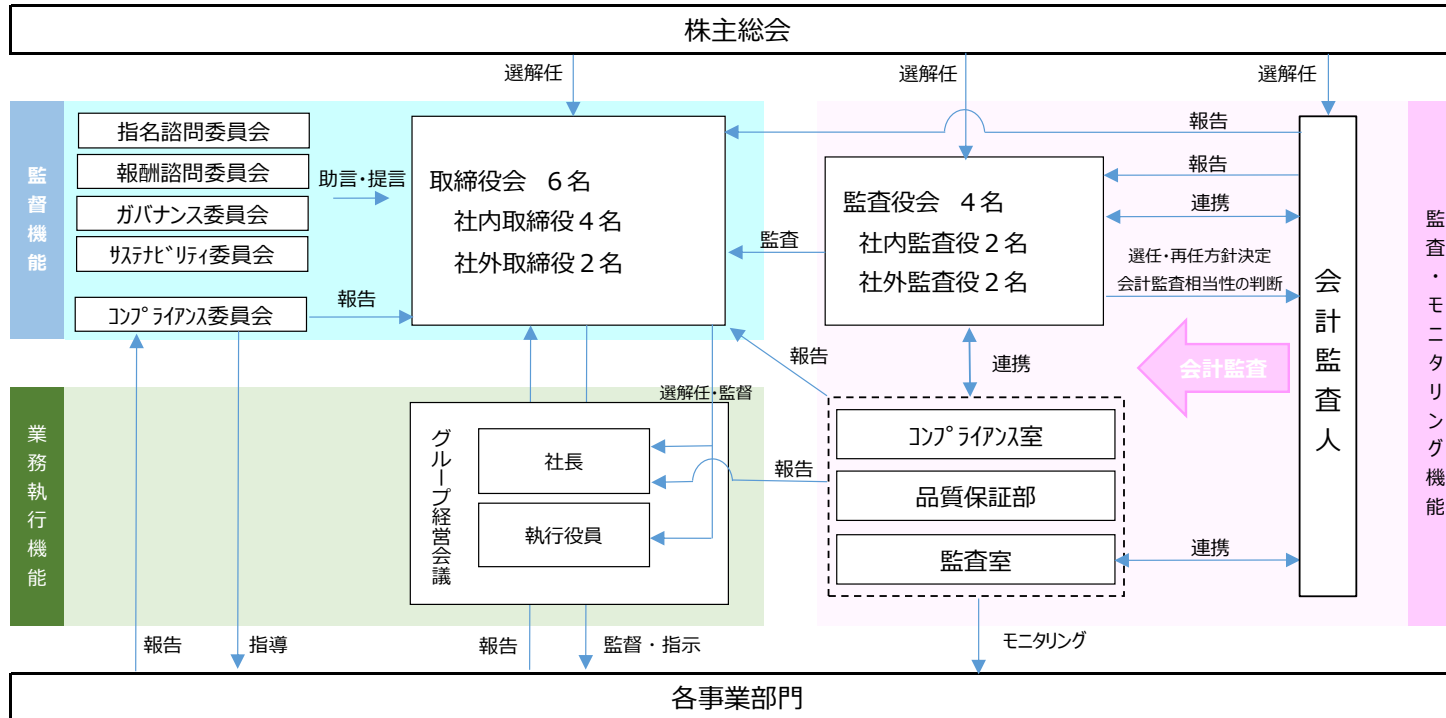 株主総会
選解任
選解任
選解任
監督機能
指名諮問委員会
報酬諮問委員会
ガバナンス委員会
ｻｽﾃﾅﾋﾞﾘﾃｨ委員会
ｺﾝﾌﾟﾗｲｱﾝｽ委員会
助言・提言
報告
取締役会 6名
社内取締役４名
社外取締役２名
監査
監査役会 4名
社内監査役２名
社外監査役２名
報告
報告
連携
選任・再任方針決定
会計監査相当性の判断
会計監査人
監査・モニタリング機能
報告
連携
会計監査
業務執行機能
選解任・監督
グループ経営会議
社長
執行役員
報告
ｺﾝﾌﾟﾗｲｱﾝｽ室
品質保証部
監査室
連携
報告
指導
報告
監督・指示
ﾓﾆﾀﾘﾝｸﾞ
各事業部門